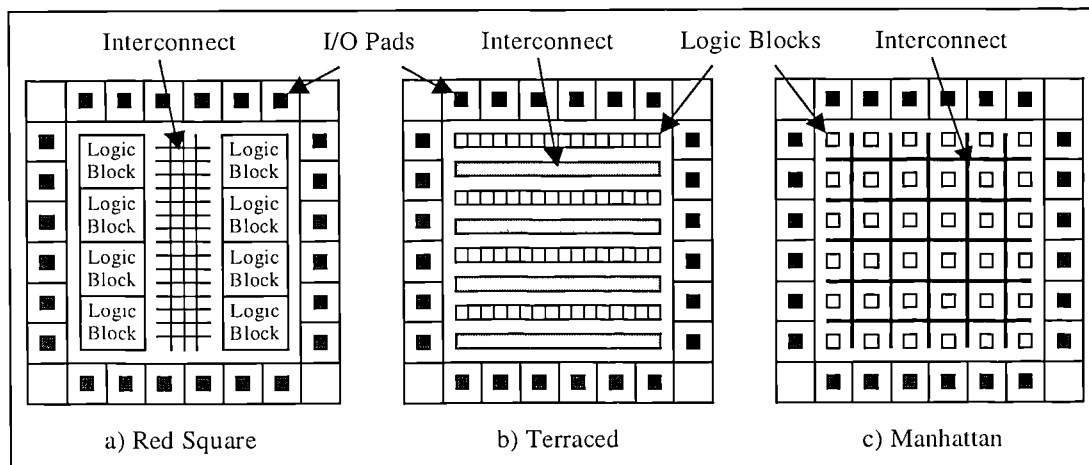 Interconnect I/O Pads Interconnect Logic Blocks Interconnect
Logic
Block
Logic
Block
Logic
Block
Logic
Block
Logic
Block
Logic
Block
Logic
Block
Logic
Block
a) Red Square b) Terraced c) Manhattan